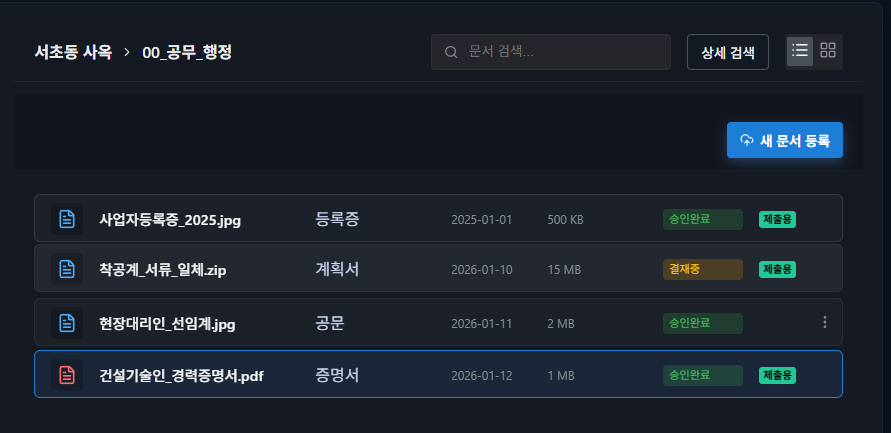 서초동 사옥 > 00_공무_행정
문서 검색...
상세 검색
새 문서 등록
사업자등록증_2025.jpg 등록증 2025-01-01 500 KB 승인완료 제출용
착공계_서류_일체.zip 계획서 2026-01-10 15 MB 결재중 제출용
현장대리인_선임계.jpg 공문 2026-01-11 2 MB 승인완료
건설기술인_경력증명서.pdf 증명서 2026-01-12 1 MB 승인완료 제출용